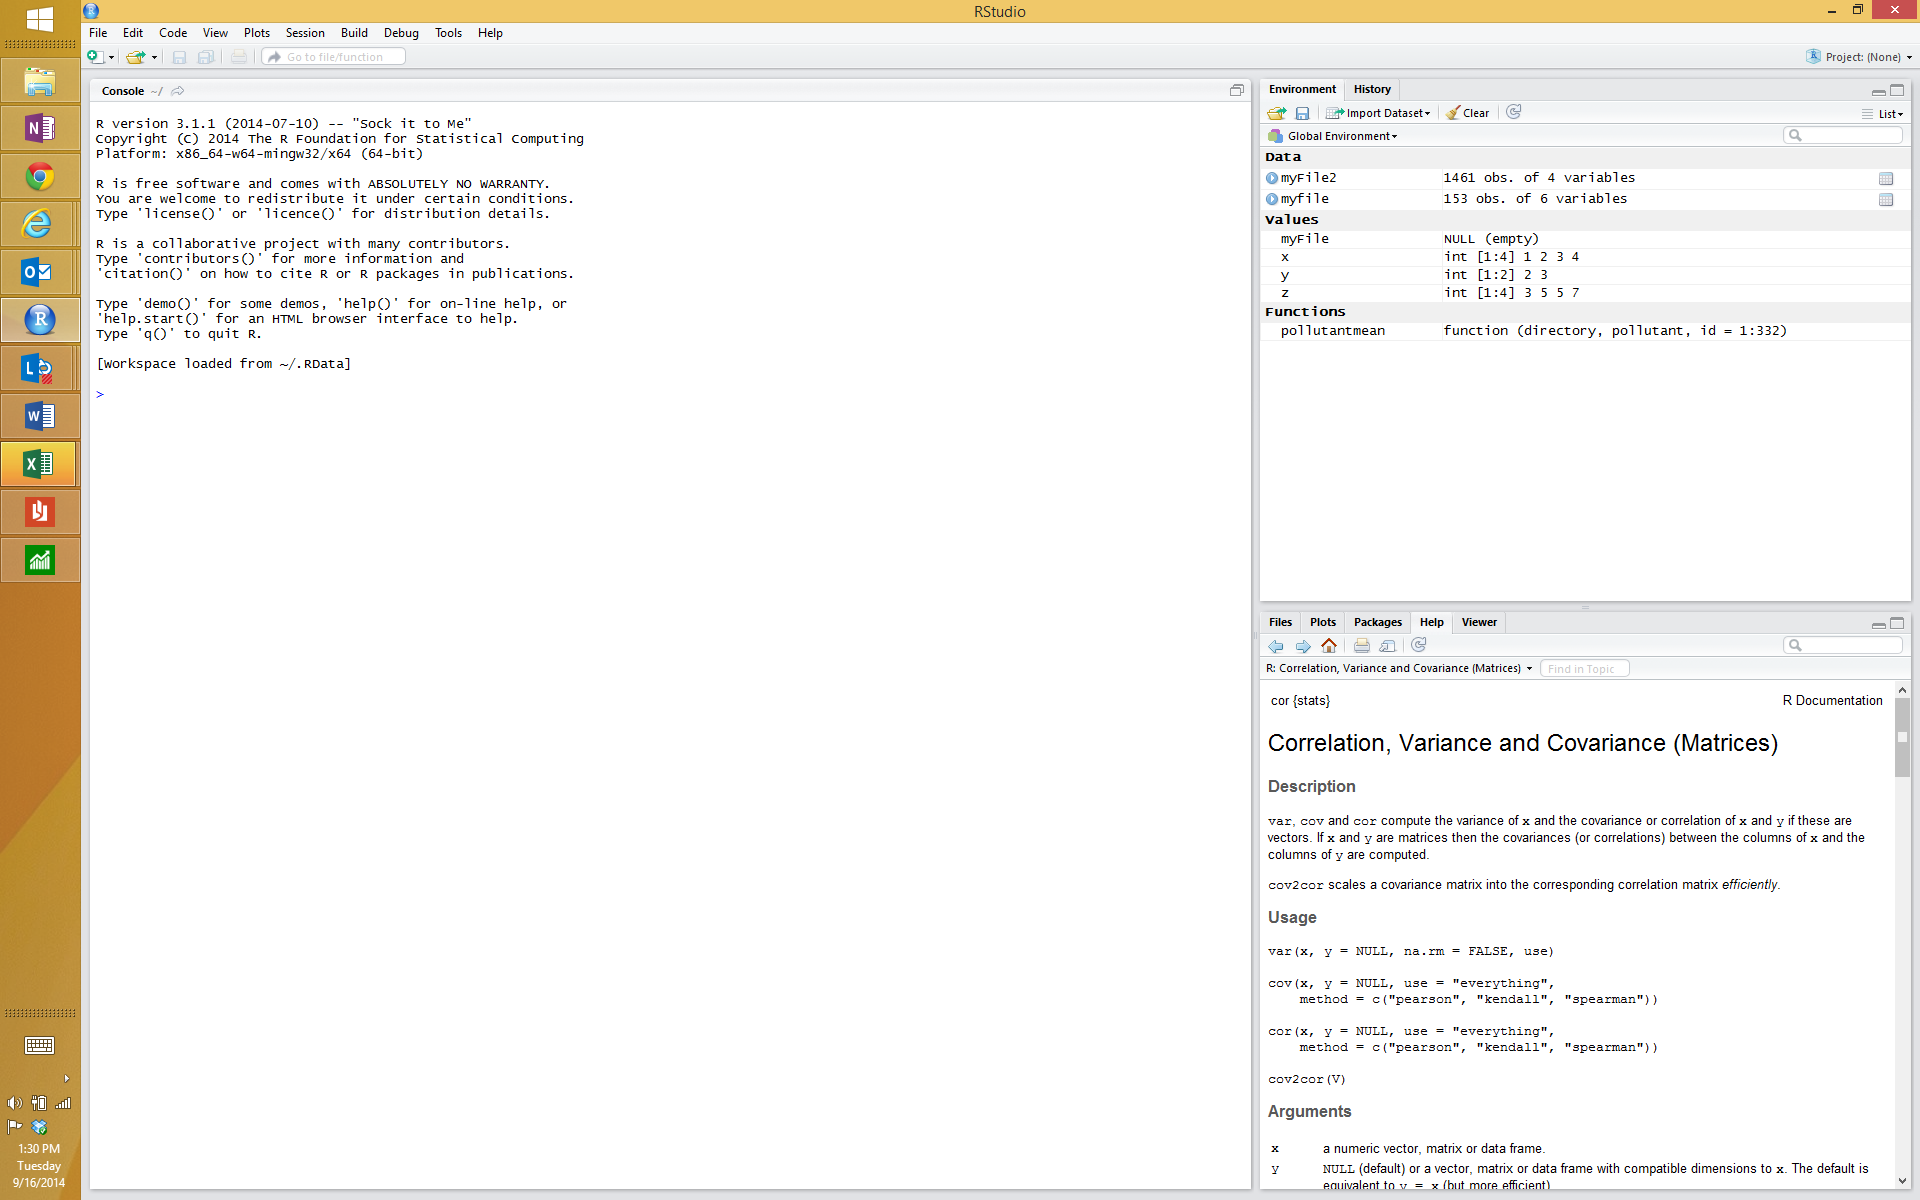 RStudio
File Edit Code View Plots Session Build Debug Tools Help
Go to file/function
Project: (None)
Console ~/
R version 3.1.1 (2014-07-10) -- "Sock it to Me"
Copyright (C) 2014 The R Foundation for Statistical Computing
Platform: x86_64-w64-mingw32/x64 (64-bit)
R is free software and comes with ABSOLUTELY NO WARRANTY.
You are welcome to redistribute it under certain conditions.
Type 'license()' or 'licence()' for distribution details.
R is a collaborative project with many contributors.
Type 'contributors()' for more information and
'citation()' on how to cite R or R packages in publications.
Type 'demo()' for some demos, 'help()' for on-line help, or
'help.start()' for an HTML browser interface to help.
Type 'q()' to quit R.
[Workspace loaded from ~/.RData]
>
Environment History
Import Dataset Clear List
Global Environment
Data
myFile2 1461 obs. of 4 variables
myfile 153 obs. of 6 variables
Values
myFile NULL (empty)
x int [1:4] 1 2 3 4
y int [1:2] 2 3
z int [1:4] 3 5 5 7
Functions
pollutantmean function (directory, pollutant, id = 1:332)
Files Plots Packages Help Viewer
R: Correlation, Variance and Covariance (Matrices) Find in Topic
cor {stats} R Documentation
Correlation, Variance and Covariance (Matrices)
Description
var, cov and cor compute the variance of x and the covariance or correlation of x and y if these are
vectors. If x and y are matrices then the covariances (or correlations) between the columns of x and the
columns of y are computed.
cov2cor scales a covariance matrix into the corresponding correlation matrix efficiently.
Usage
var(x, y = NULL, na.rm = FALSE, use)
cov(x, y = NULL, use = "everything",
method = c("pearson", "kendall", "spearman"))
cor(x, y = NULL, use = "everything",
method = c("pearson", "kendall", "spearman"))
cov2cor(V)
Arguments
x a numeric vector, matrix or data frame.
y NULL (default) or a vector, matrix or data frame with compatible dimensions to x. The default is
equivalent to y = x (but more efficient).
1:30 PM
Tuesday
9/16/2014